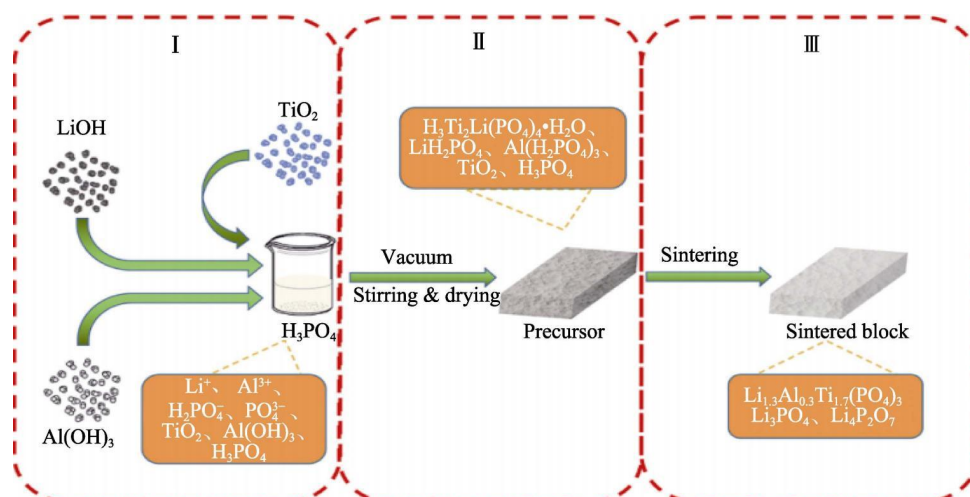 Ⅰ
LiOH
TiO₂
H₃PO₄
Al(OH)₃
Li⁺、 Al³⁺、
H₂PO₄⁻、PO₄³⁻、
TiO₂、Al(OH)₃、
H₃PO₄
Ⅱ
H₃Ti₂Li(PO₄)₄•H₂O、
LiH₂PO₄、Al(H₂PO₄)₃、
TiO₂、H₃PO₄
Vacuum
Stirring & drying
Precursor
Ⅲ
Sintering
Sintered block
Li₁.₃Al₀.₃Ti₁.₇(PO₄)₃
Li₃PO₄、Li₄P₂O₇